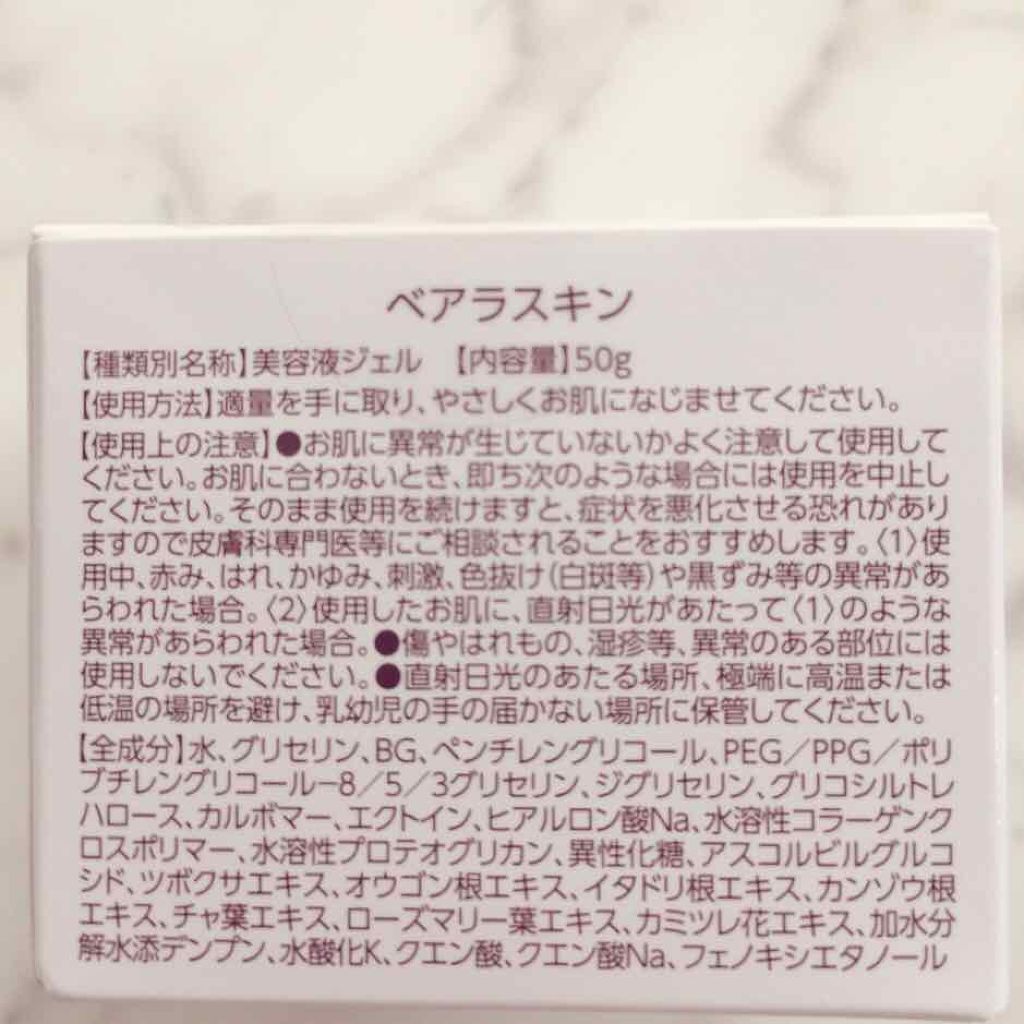 ベアラスキン
【種類別名称】美容液ジェル 【内容量】50g
【使用方法】適量を手に取り、やさしくお肌になじませてください。
【使用上の注意】●お肌に異常が生じていないかよく注意して使用して
ください。お肌に合わないとき、即ち次のような場合には使用を中止し
てください。そのまま使用を続けますと、症状を悪化させる恐れがあり
ますので皮膚科専門医等にご相談されることをおすすめします。〈1〉使
用中、赤み、はれ、かゆみ、刺激、色抜け(白斑等)や黒ずみ等の異常があ
らわれた場合。〈2〉使用したお肌に、直射日光があたって〈1〉のような
異常があらわれた場合。●傷やはれもの、湿疹等、異常のある部位には
使用しないでください。●直射日光のあたる場所、極端に高温または
低温の場所を避け、乳幼児の手の届かない場所に保管してください。
【全成分】水、グリセリン、BG、ペンチレングリコール、PEG/PPG/ポリ
ブチレングリコール-8/5/3グリセリン、ジグリセリン、グリコシルトレ
ハロース、カルボマー、エクトイン、ヒアルロン酸Na、水溶性コラーゲンク
ロスポリマー、水溶性プロテオグリカン、異性化糖、アスコルビルグルコ
シド、ツボクサエキス、オウゴン根エキス、イタドリ根エキス、カンゾウ根
エキス、チャ葉エキス、ローズマリー葉エキス、カミツレ花エキス、加水分
解水添デンプン、水酸化K、クエン酸、クエン酸Na、フェノキシエタノール